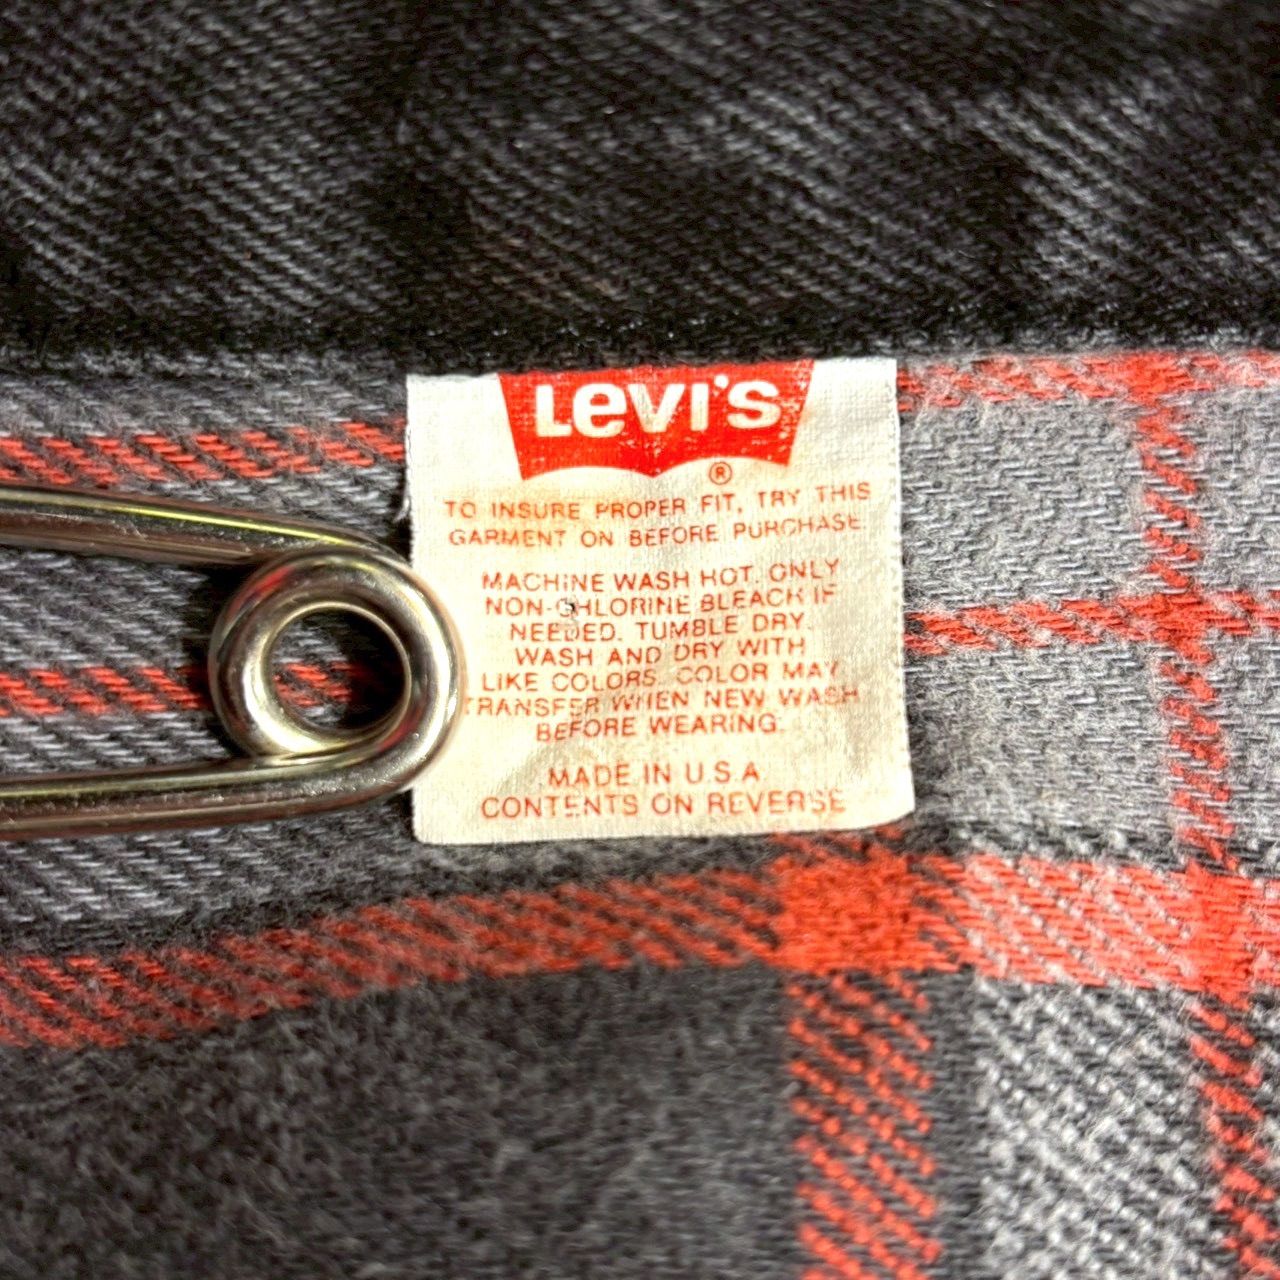 Levi's
®
TO INSURE PROPER FIT, TRY THIS
GARMENT ON BEFORE PURCHASE
MACHINE WASH HOT. ONLY
NON-CHLORINE BLEACH IF
NEEDED. TUMBLE DRY.
WASH AND DRY WITH
LIKE COLORS. COLOR MAY
TRANSFER WHEN NEW WASH
BEFORE WEARING.
MADE IN U.S.A
CONTENTS ON REVERSE